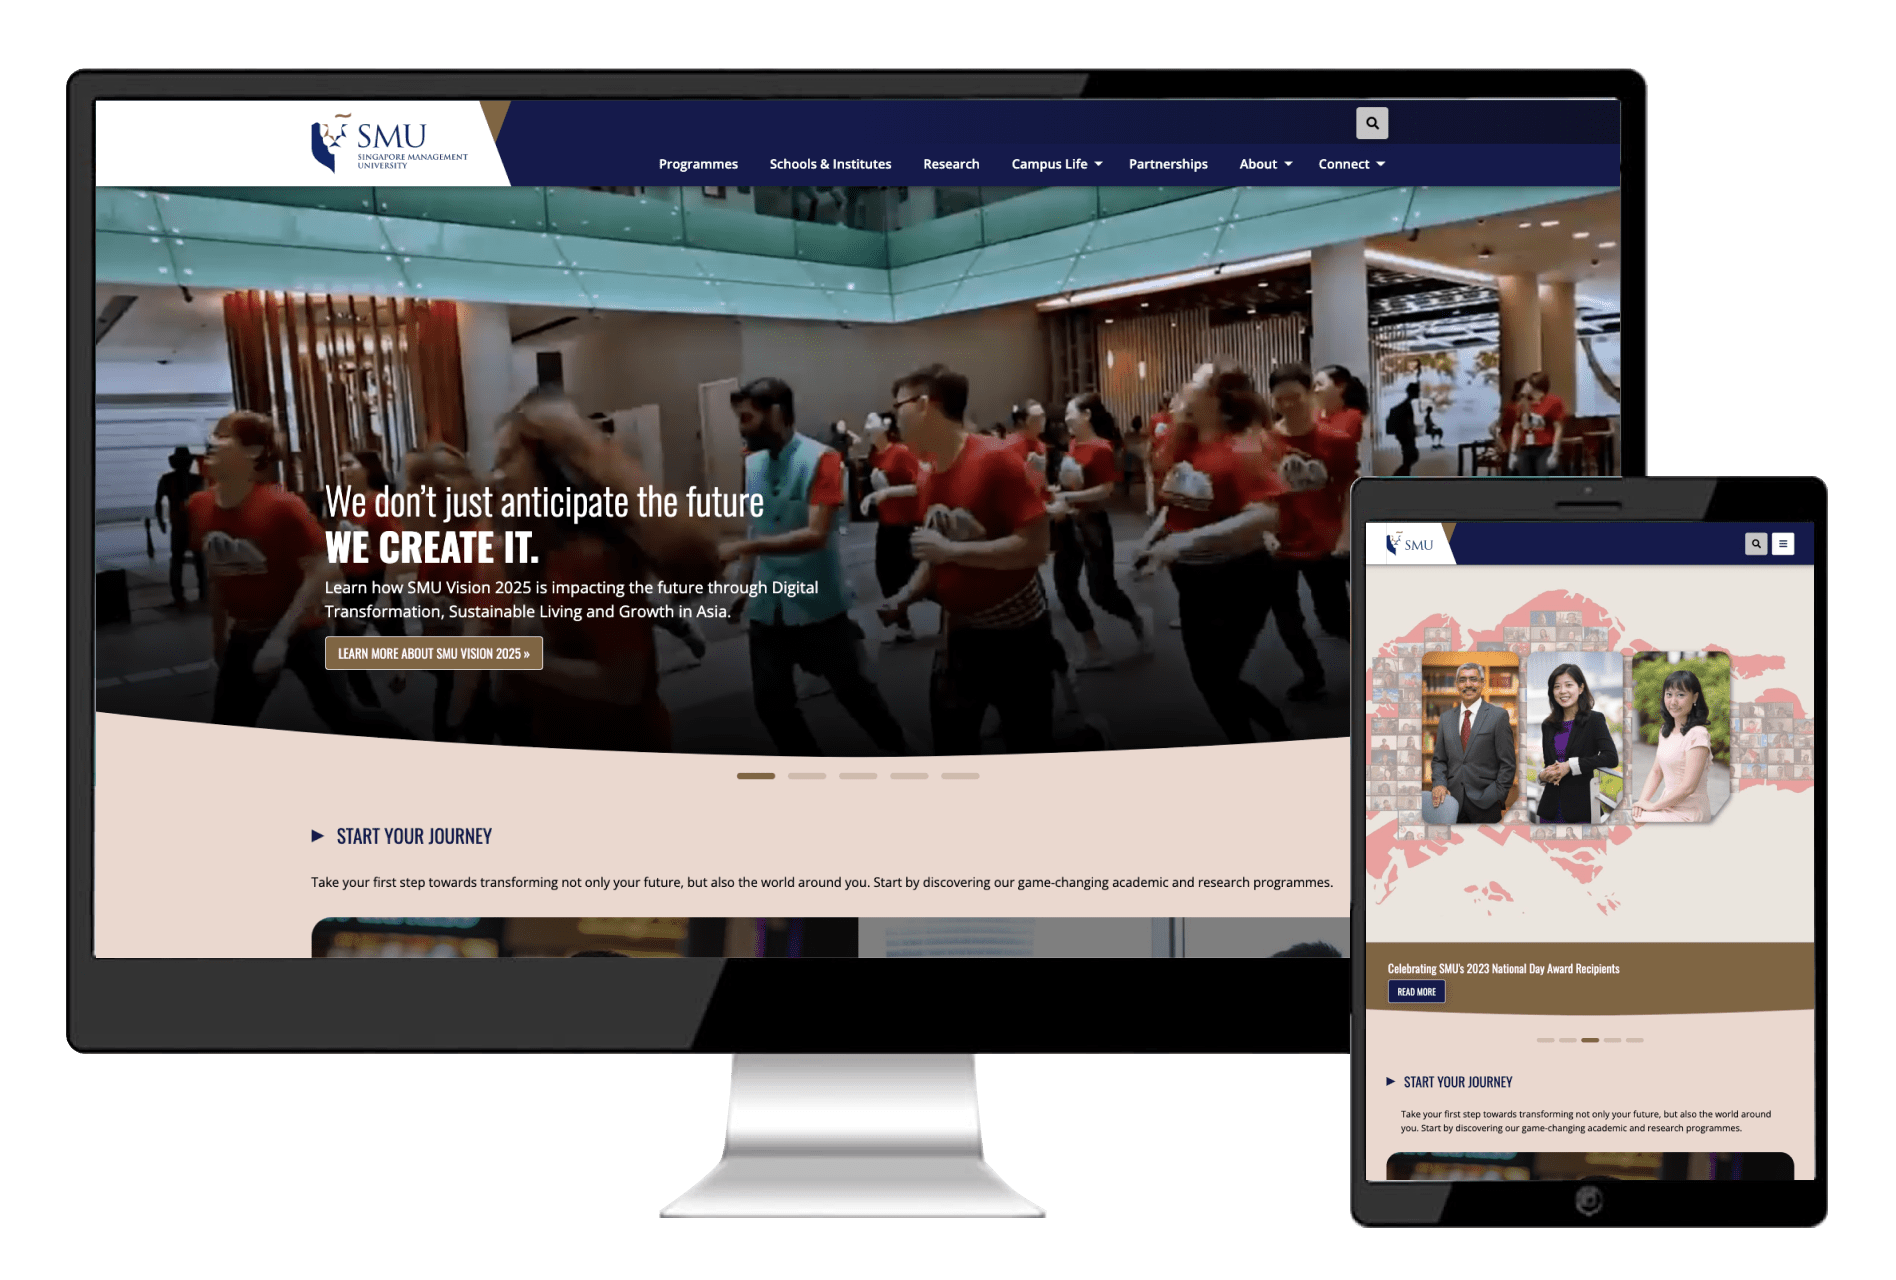 SMU
SINGAPORE MANAGEMENT
UNIVERSITY
Programmes
Schools & Institutes
Research
Campus Life
Partnerships
About
Connect
We don't just anticipate the future
WE CREATE IT.
Learn how SMU Vision 2025 is impacting the future through Digital
Transformation, Sustainable Living and Growth in Asia.
LEARN MORE ABOUT SMU VISION 2025 »
START YOUR JOURNEY
Take your first step towards transforming not only your future, but also the world around you. Start by discovering our game-changing academic and research programmes.
SMU
Celebrating SMU's 2023 National Day Award Recipients
READ MORE
START YOUR JOURNEY
Take your first step towards transforming not only your future, but also the world around
you. Start by discovering our game-changing academic and research programmes.